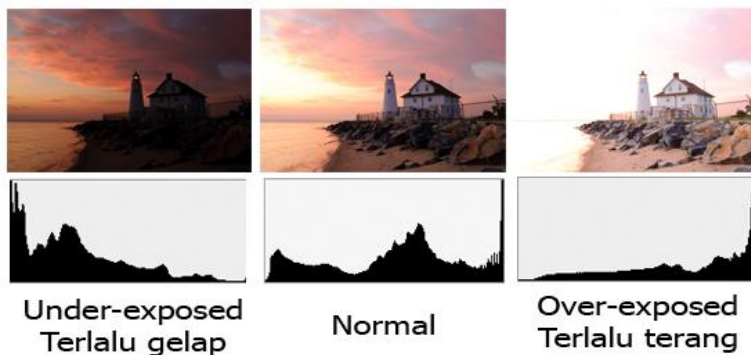 Under-exposed
Terlalu gelap
Normal
Over-exposed
Terlalu terang